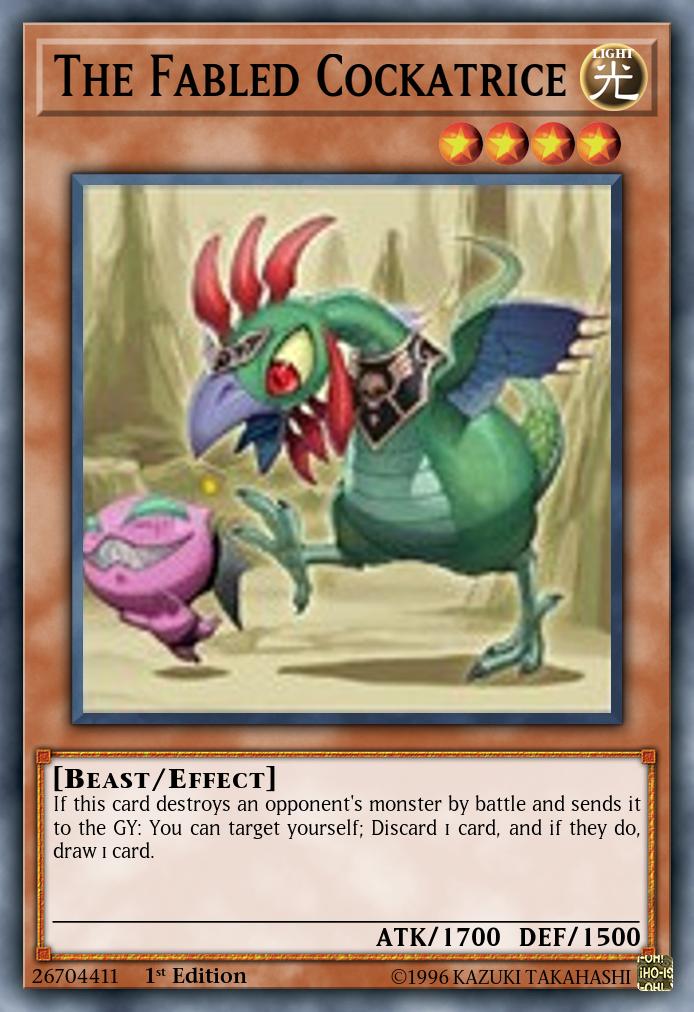 The Fabled Cockatrice
LIGHT
光
[Beast/Effect]
If this card destroys an opponent's monster by battle and sends it
to the GY: You can target yourself; Discard 1 card, and if they do,
draw 1 card.
ATK/1700 DEF/1500
26704411 1st Edition ©1996 KAZUKI TAKAHASHI